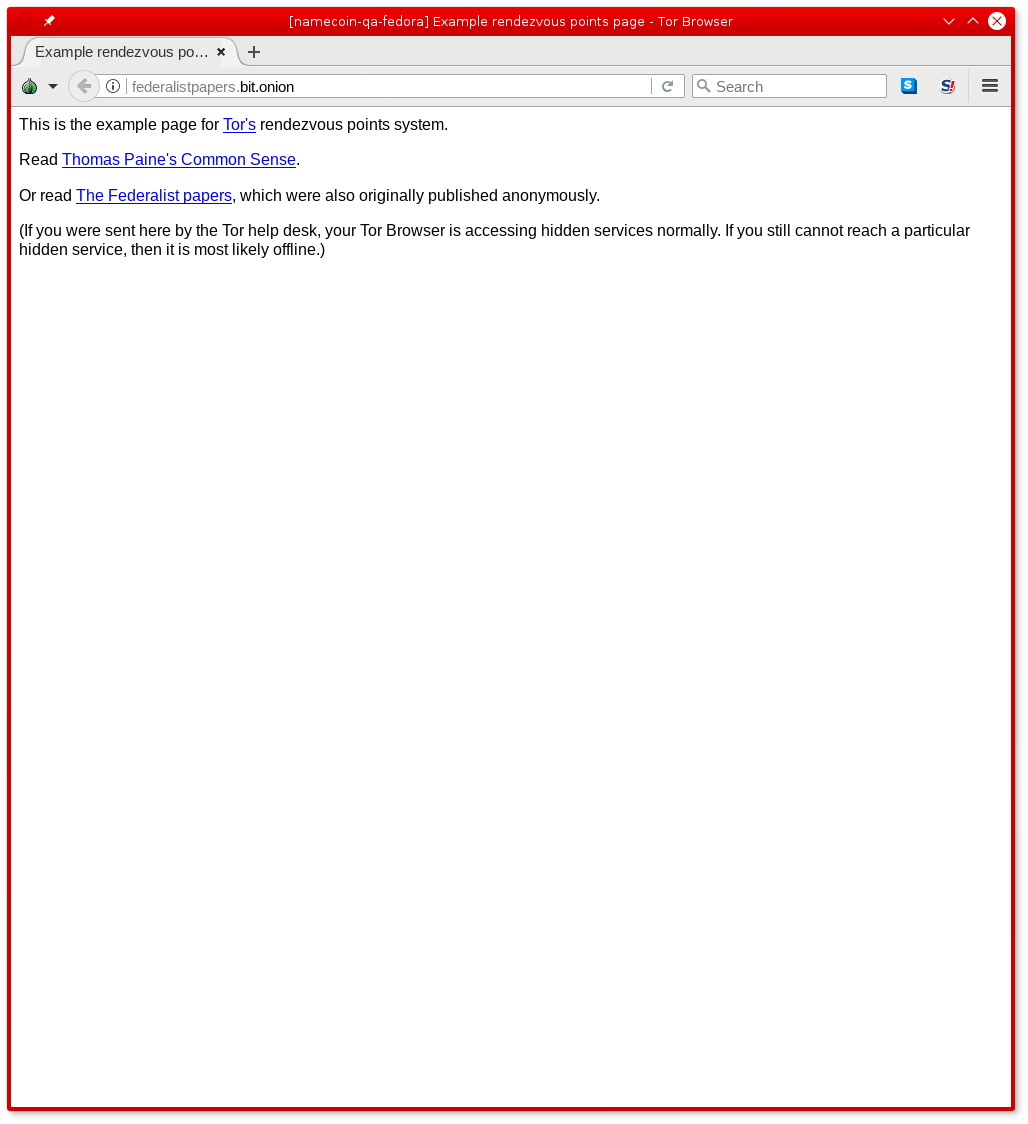 [namecoin-qa-fedora] Example rendezvous points page - Tor Browser
Example rendezvous po...
federalistpapers.bit.onion
Search
S
S!
This is the example page for Tor's rendezvous points system.
Read Thomas Paine's Common Sense.
Or read The Federalist papers, which were also originally published anonymously.
(If you were sent here by the Tor help desk, your Tor Browser is accessing hidden services normally. If you still cannot reach a particular
hidden service, then it is most likely offline.)